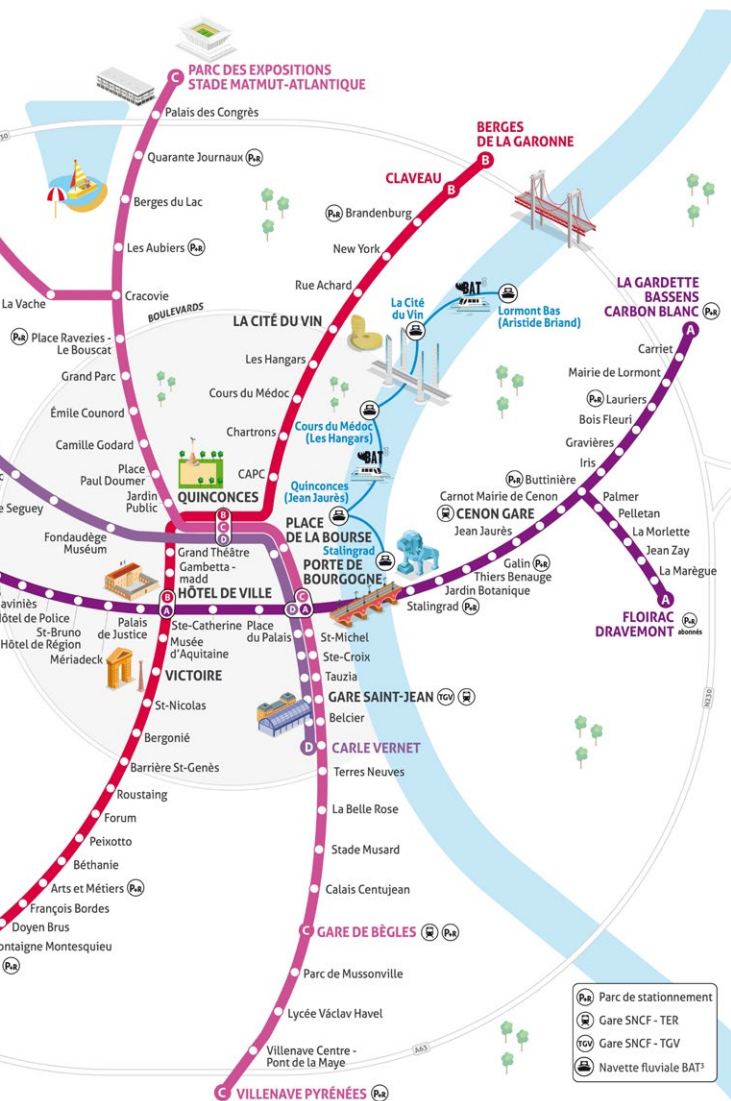 C
PARC DES EXPOSITIONS
STADE MATMUT-ATLANTIQUE
Palais des Congrès
Quarante Journaux P+R
Berges du Lac
Les Aubiers P+R
La Vache
Cracovie
BOULEVARDS
P+R Place Ravezies -
Le Bouscat
Grand Parc
Émile Counord
Camille Godard
Place
Paul Doumer
Jardin
Public
BERGES
DE LA GARONNE
B
CLAVEAU
B
P+R Brandenburg
New York
Rue Achard
LA CITÉ DU VIN
Les Hangars
Cours du Médoc
Chartrons
CAPC
QUINCONCES
B
C
D
La Cité
du Vin
BAT
Lormont Bas
(Aristide Briand)
Cours du Médoc
(Les Hangars)
BAT
Quinconces
(Jean Jaurès)
Stalingrad
LA GARDETTE
BASSENS
CARBON BLANC P+R
A
Carriet
Mairie de Lormont
P+R Lauriers
Bois Fleuri
Gravières
Iris
P+R Buttinière
Carnot Mairie de Cenon
CENON GARE
Jean Jaurès
Galin P+R
Thiers Benauge
Jardin Botanique
Stalingrad P+R
Palmer
Pelletan
La Morlette
Jean Zay
La Marègue
A
FLOIRAC
DRAVEMONT
P+R
abonnés
Seguey
Fondaudège
Muséum
Grand Théâtre
Gambetta -
madd
HÔTEL DE VILLE
B
A
PLACE
DE LA BOURSE
PORTE DE
BOURGOGNE
C
D A
Hôtel de Police
St-Bruno
Hôtel de Région
Mériadeck
Palais
de Justice
Ste-Catherine
Musée
d'Aquitaine
Place
du Palais
VICTOIRE
St-Nicolas
Bergonié
Barrière St-Genès
Roustaing
Forum
Peixotto
Béthanie
Arts et Métiers P+R
François Bordes
Doyen Brus
ontaigne Montesquieu
P+R
St-Michel
Ste-Croix
Tauzia
GARE SAINT-JEAN TGV
Belcier
D CARLE VERNET
Terres Neuves
La Belle Rose
Stade Musard
Calais Centujean
C GARE DE BÈGLES P+R
Parc de Mussonville
Lycée Václav Havel
Villenave Centre -
Pont de la Maye
C VILLENAVE PYRÉNÉES P+R
N230
A63
P+R Parc de stationnement
Gare SNCF - TER
TGV Gare SNCF - TGV
Navette fluviale BAT³